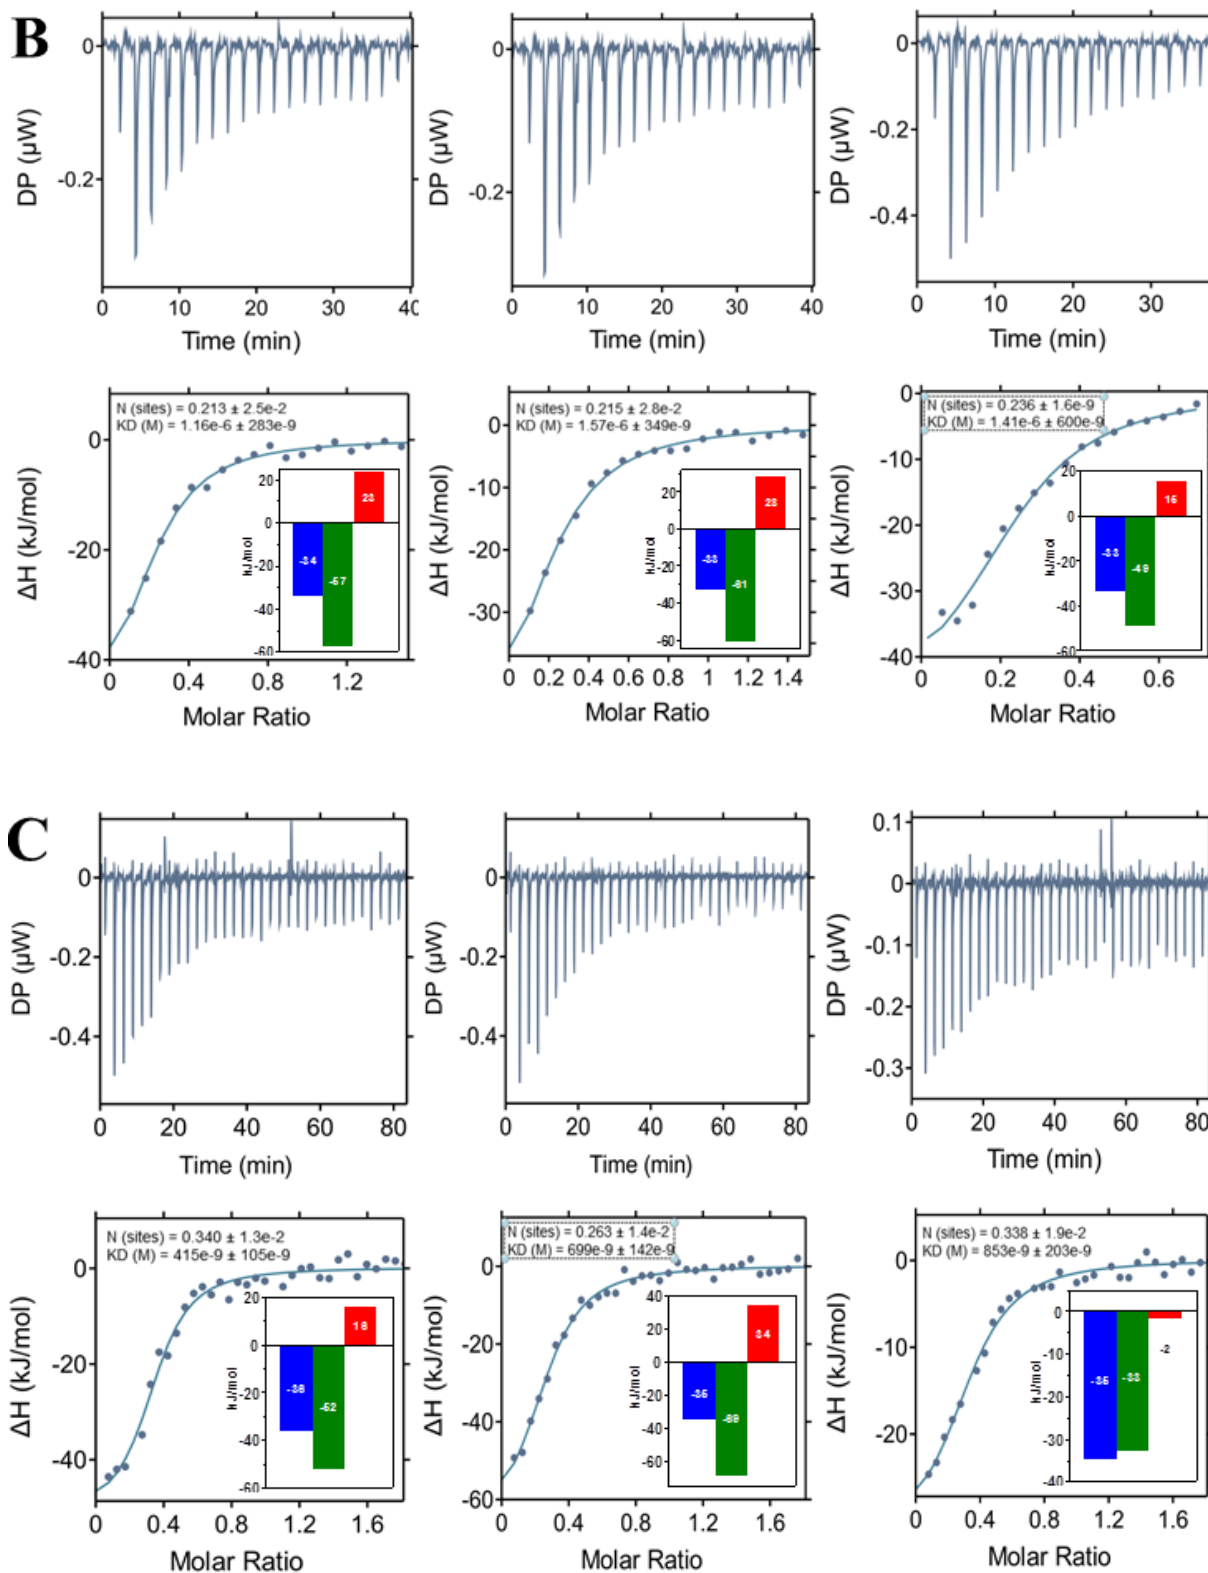 B
0
-0.2
DP (µW)
0 10 20 30 40
Time (min)
0
-0.2
DP (µW)
0 10 20 30 40
Time (min)
0
-0.2
-0.4
DP (µW)
0 10 20 30
Time (min)
N (sites) = 0.213 ± 2.5e-2
KD (M) = 1.16e-6 ± 283e-9
0
-20
-40
ΔH (kJ/mol)
20
0
-20
-40
-60
kJ/mol
-34
-57
23
0 0.4 0.8 1.2
Molar Ratio
N (sites) = 0.215 ± 2.8e-2
KD (M) = 1.57e-6 ± 349e-9
0
-10
-20
-30
ΔH (kJ/mol)
20
0
-20
-40
-60
kJ/mol
-33
-61
28
0 0.2 0.4 0.6 0.8 1 1.2 1.4
Molar Ratio
N (sites) = 0.236 ± 1.6e-9
KD (M) = 1.41e-6 ± 600e-9
0
-10
-20
-30
-40
ΔH (kJ/mol)
20
0
-20
-40
-60
kJ/mol
-33
-49
15
0 0.2 0.4 0.6
Molar Ratio
C
0
-0.2
-0.4
DP (µW)
0 20 40 60 80
Time (min)
0
-0.2
-0.4
DP (µW)
0 20 40 60 80
Time (min)
0.1
0
-0.1
-0.2
-0.3
DP (µW)
0 20 40 60 80
Time (min)
N (sites) = 0.340 ± 1.3e-2
KD (M) = 415e-9 ± 105e-9
0
-20
-40
ΔH (kJ/mol)
20
0
-20
-40
-60
kJ/mol
-36
-52
16
0 0.4 0.8 1.2 1.6
Molar Ratio
N (sites) = 0.263 ± 1.4e-2
KD (M) = 699e-9 ± 142e-9
0
-20
-40
-60
ΔH (kJ/mol)
40
20
0
-20
-40
-60
kJ/mol
-35
-69
34
0 0.4 0.8 1.2 1.6
Molar Ratio
N (sites) = 0.338 ± 1.9e-2
KD (M) = 853e-9 ± 203e-9
0
-10
-20
ΔH (kJ/mol)
0
-10
-20
-30
-40
kJ/mol
-35
-33
-2
0 0.4 0.8 1.2 1.6
Molar Ratio